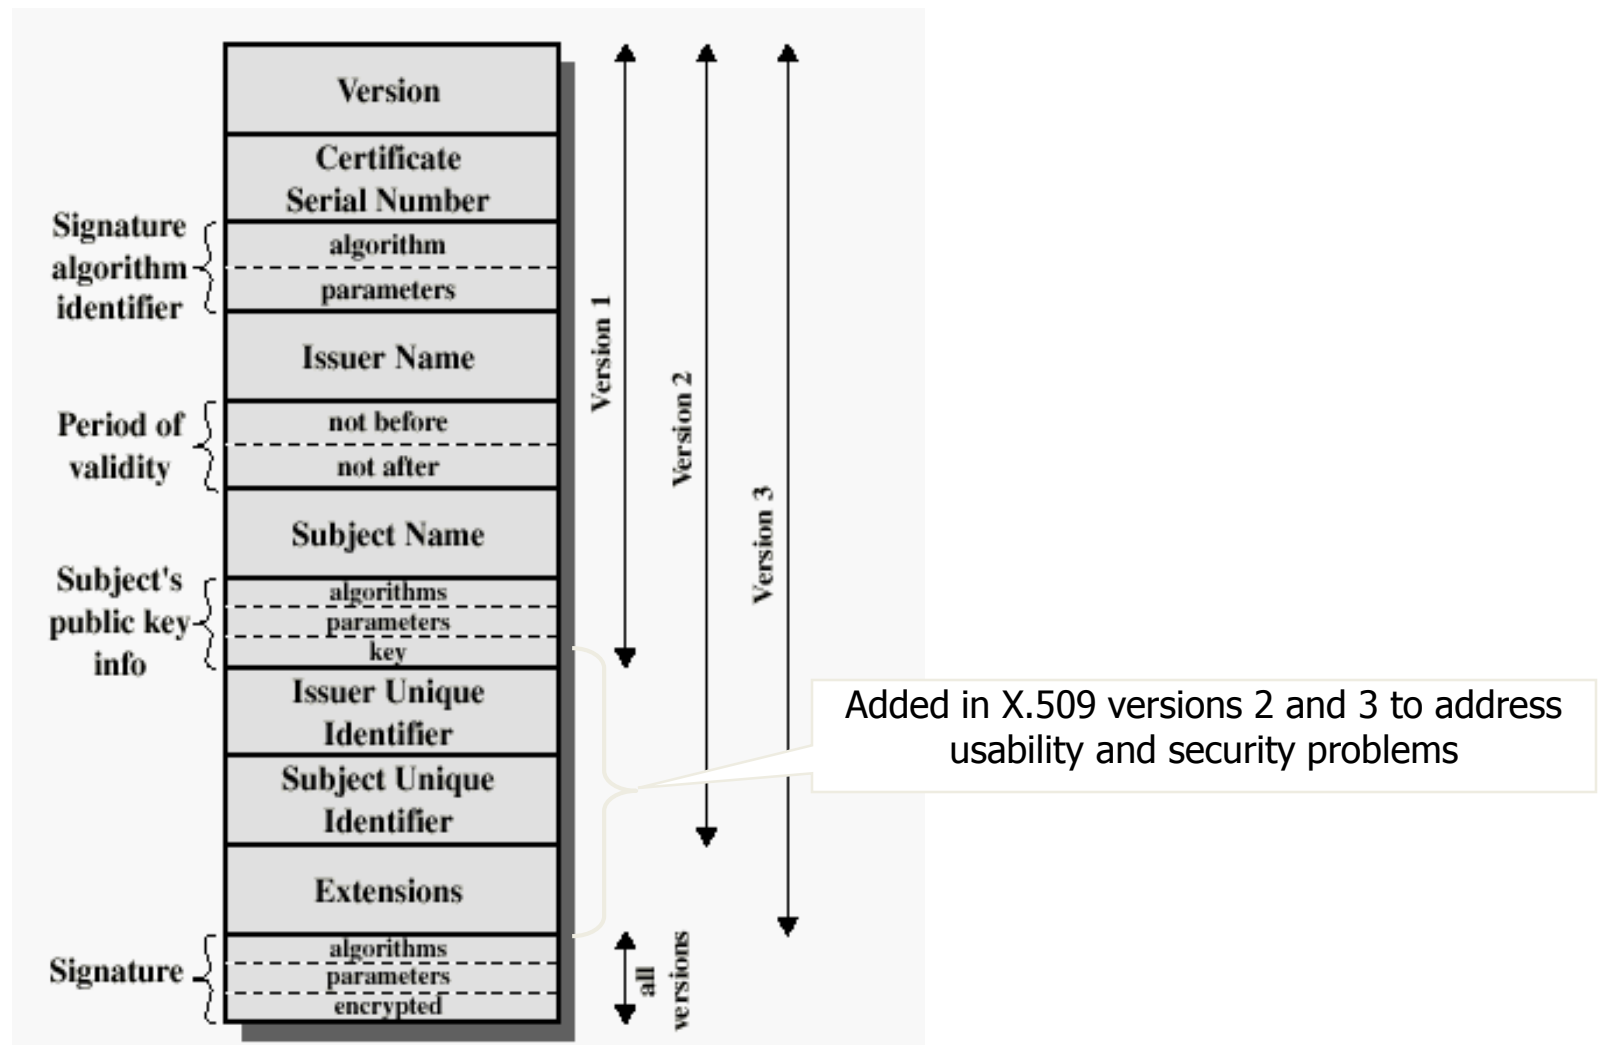 Version
Certificate
Serial Number
Signature
algorithm
identifier
algorithm
parameters
Issuer Name
Period of
validity
not before
not after
Subject Name
Subject's
public key
info
algorithms
parameters
key
Issuer Unique
Identifier
Subject Unique
Identifier
Extensions
Signature
algorithms
parameters
encrypted
Version 1
Version 2
Version 3
all
versions
Added in X.509 versions 2 and 3 to address
usability and security problems